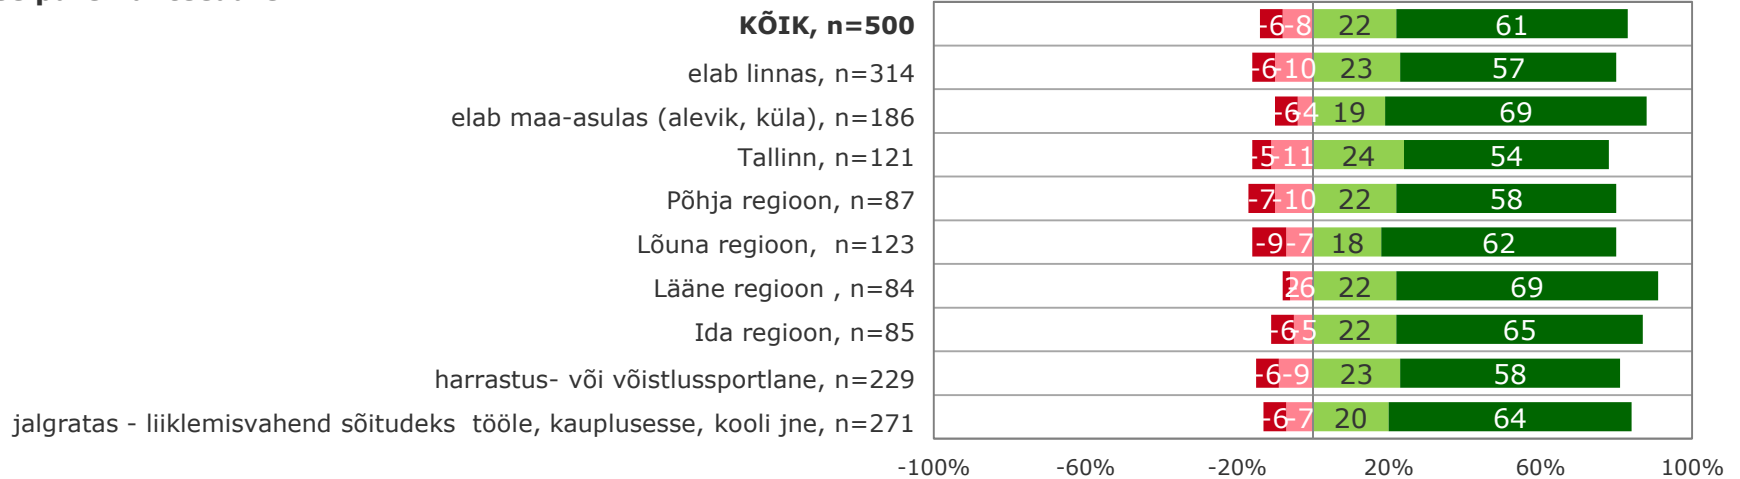 KÕIK, n=500 -6 -8 22 61
elab linnas, n=314 -6 -10 23 57
elab maa-asulas (alevik, küla), n=186 -6 -4 19 69
Tallinn, n=121 -5 -11 24 54
Põhja regioon, n=87 -7 -10 22 58
Lõuna regioon, n=123 -9 -7 18 62
Lääne regioon , n=84 -2 -6 22 69
Ida regioon, n=85 -6 -5 22 65
harrastus- või võistlussportlane, n=229 -6 -9 23 58
jalgratas - liiklemisvahend sõitudeks tööle, kauplusesse, kooli jne, n=271 -6 -7 20 64
-100% -60% -20% 20% 60% 100%